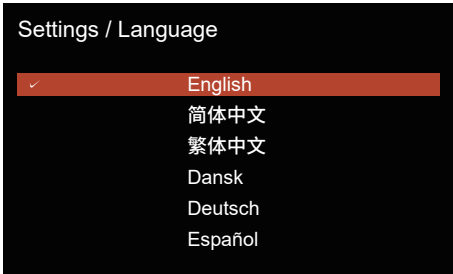 Settings / Language
✓ English
简体中文
繁体中文
Dansk
Deutsch
Español